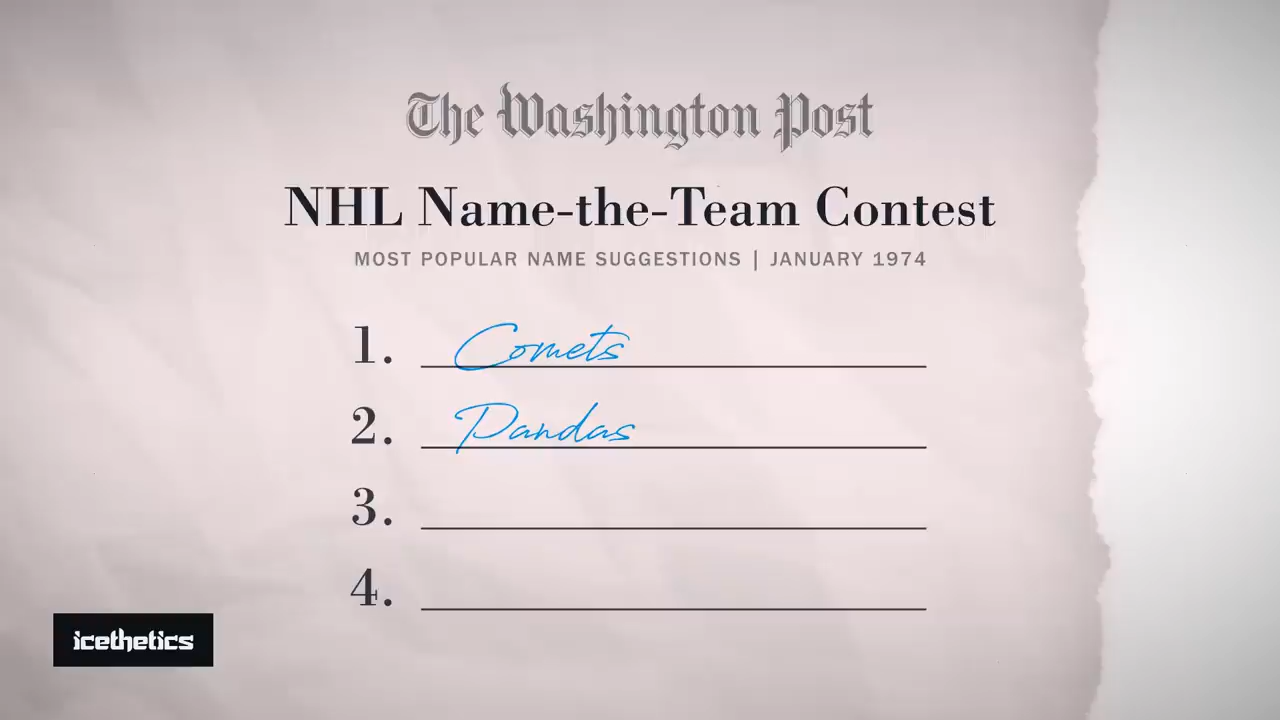 The Washington Post
NHL Name-the-Team Contest
MOST POPULAR NAME SUGGESTIONS | JANUARY 1974
1. Comets
2. Pandas
3.
4.
icethetics